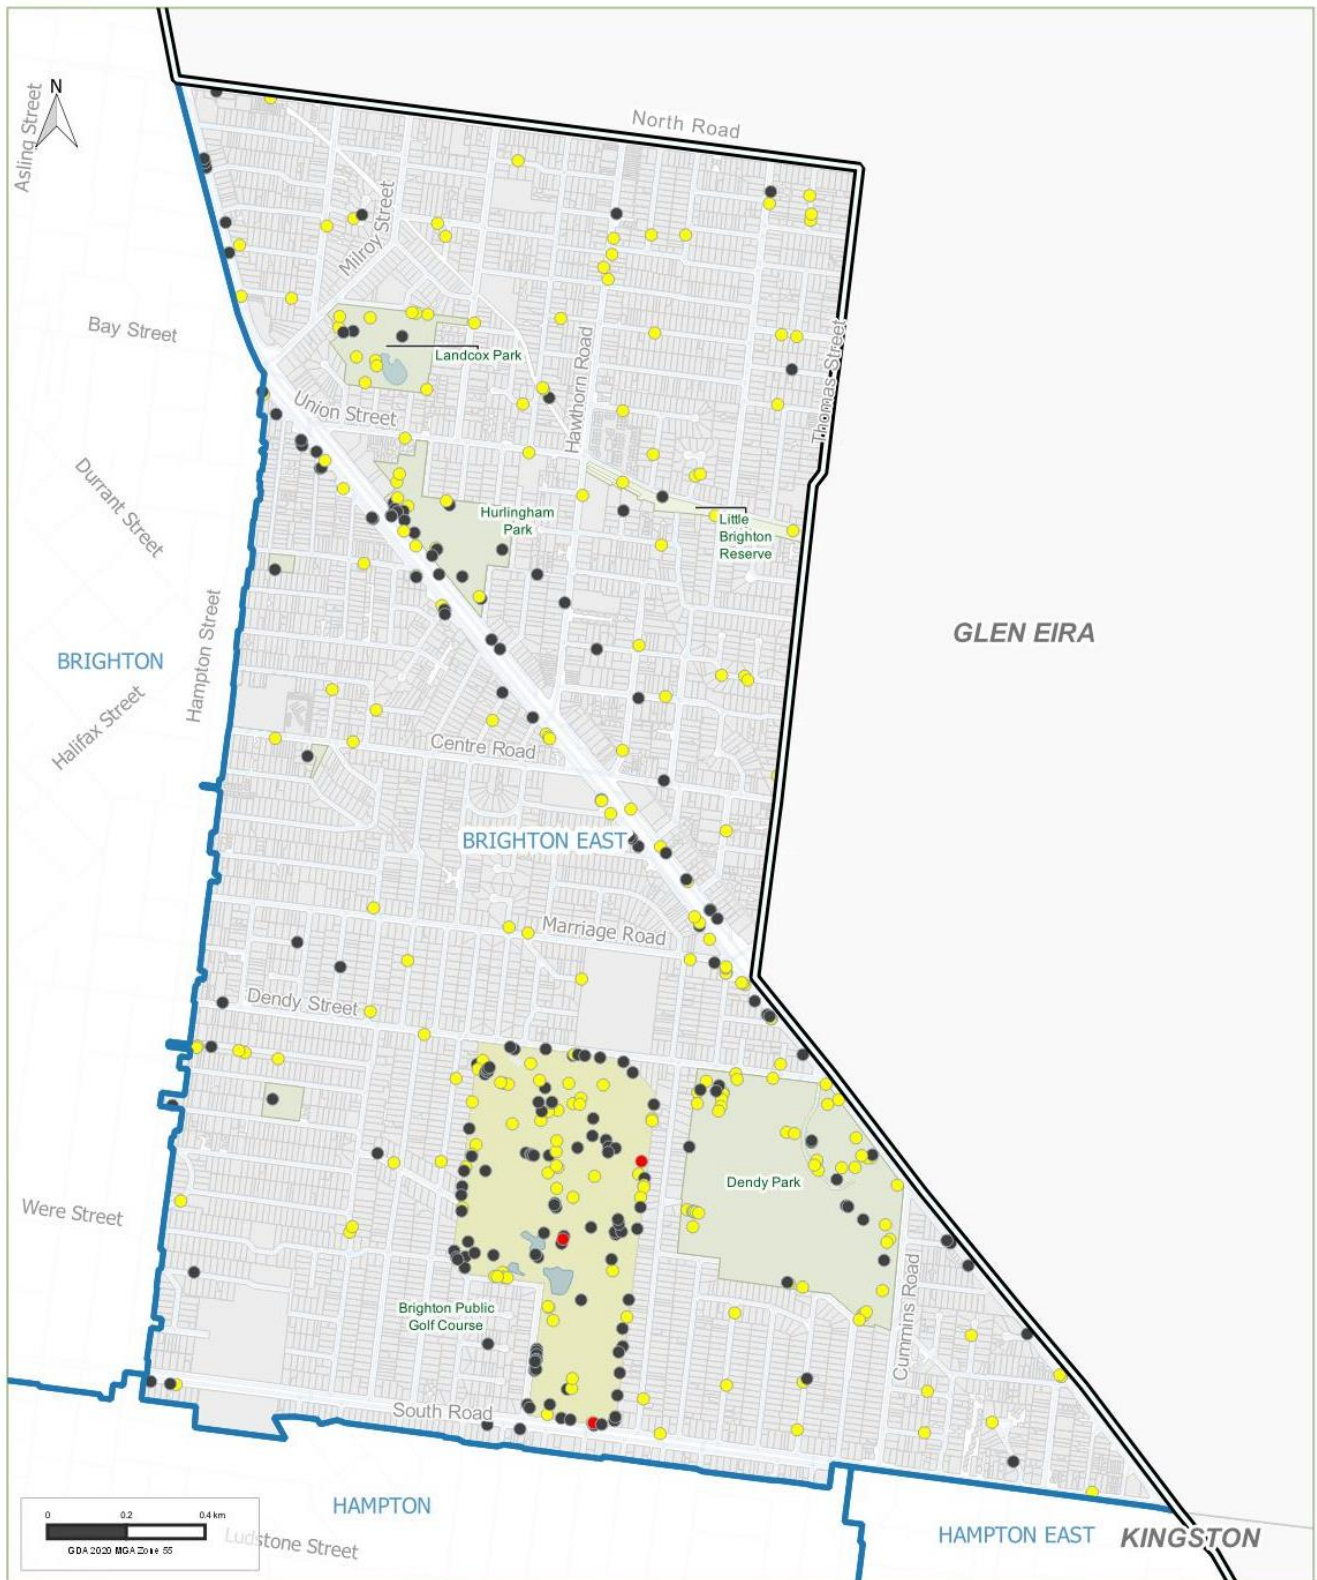 N
North Road
Asling Street
Milroy Street
Bay Street
Landcox Park
Hawthorn Road
Thomas Street
Union Street
Durrant Street
Hurlingham
Park
Little
Brighton
Reserve
Hampton Street
GLEN EIRA
BRIGHTON
Halifax Street
Centre Road
BRIGHTON EAST
Marriage Road
Dendy Street
Dendy Park
Were Street
Brighton Public
Golf Course
Cummins Road
South Road
HAMPTON
HAMPTON EAST
KINGSTON
0 0.2 0.4 km
GDA 2020 MGA Zone 55
Ludstone Street